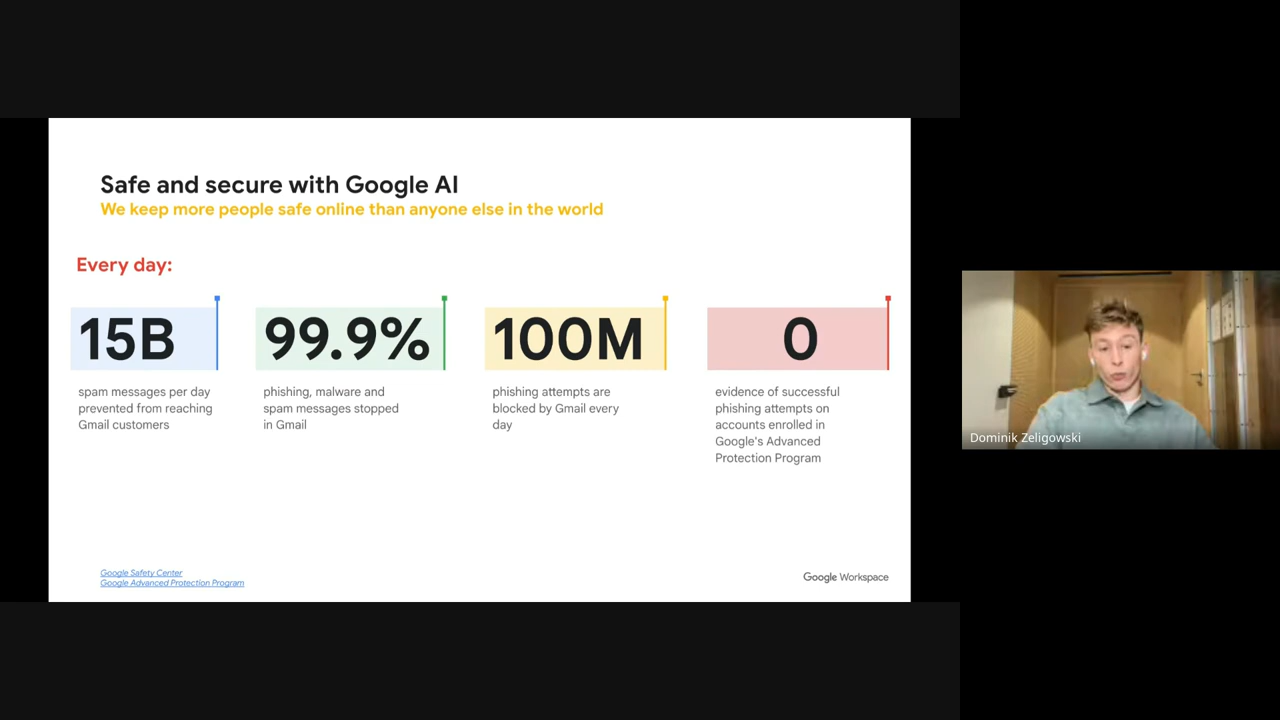 Safe and secure with Google AI
We keep more people safe online than anyone else in the world
Every day:
15B
spam messages per day
prevented from reaching
Gmail customers
99.9%
phishing, malware and
spam messages stopped
in Gmail
100M
phishing attempts are
blocked by Gmail every
day
0
evidence of successful
phishing attempts on
accounts enrolled in
Google's Advanced
Protection Program
Google Safety Center
Google Advanced Protection Program
Google Workspace
Dominik Zeligowski